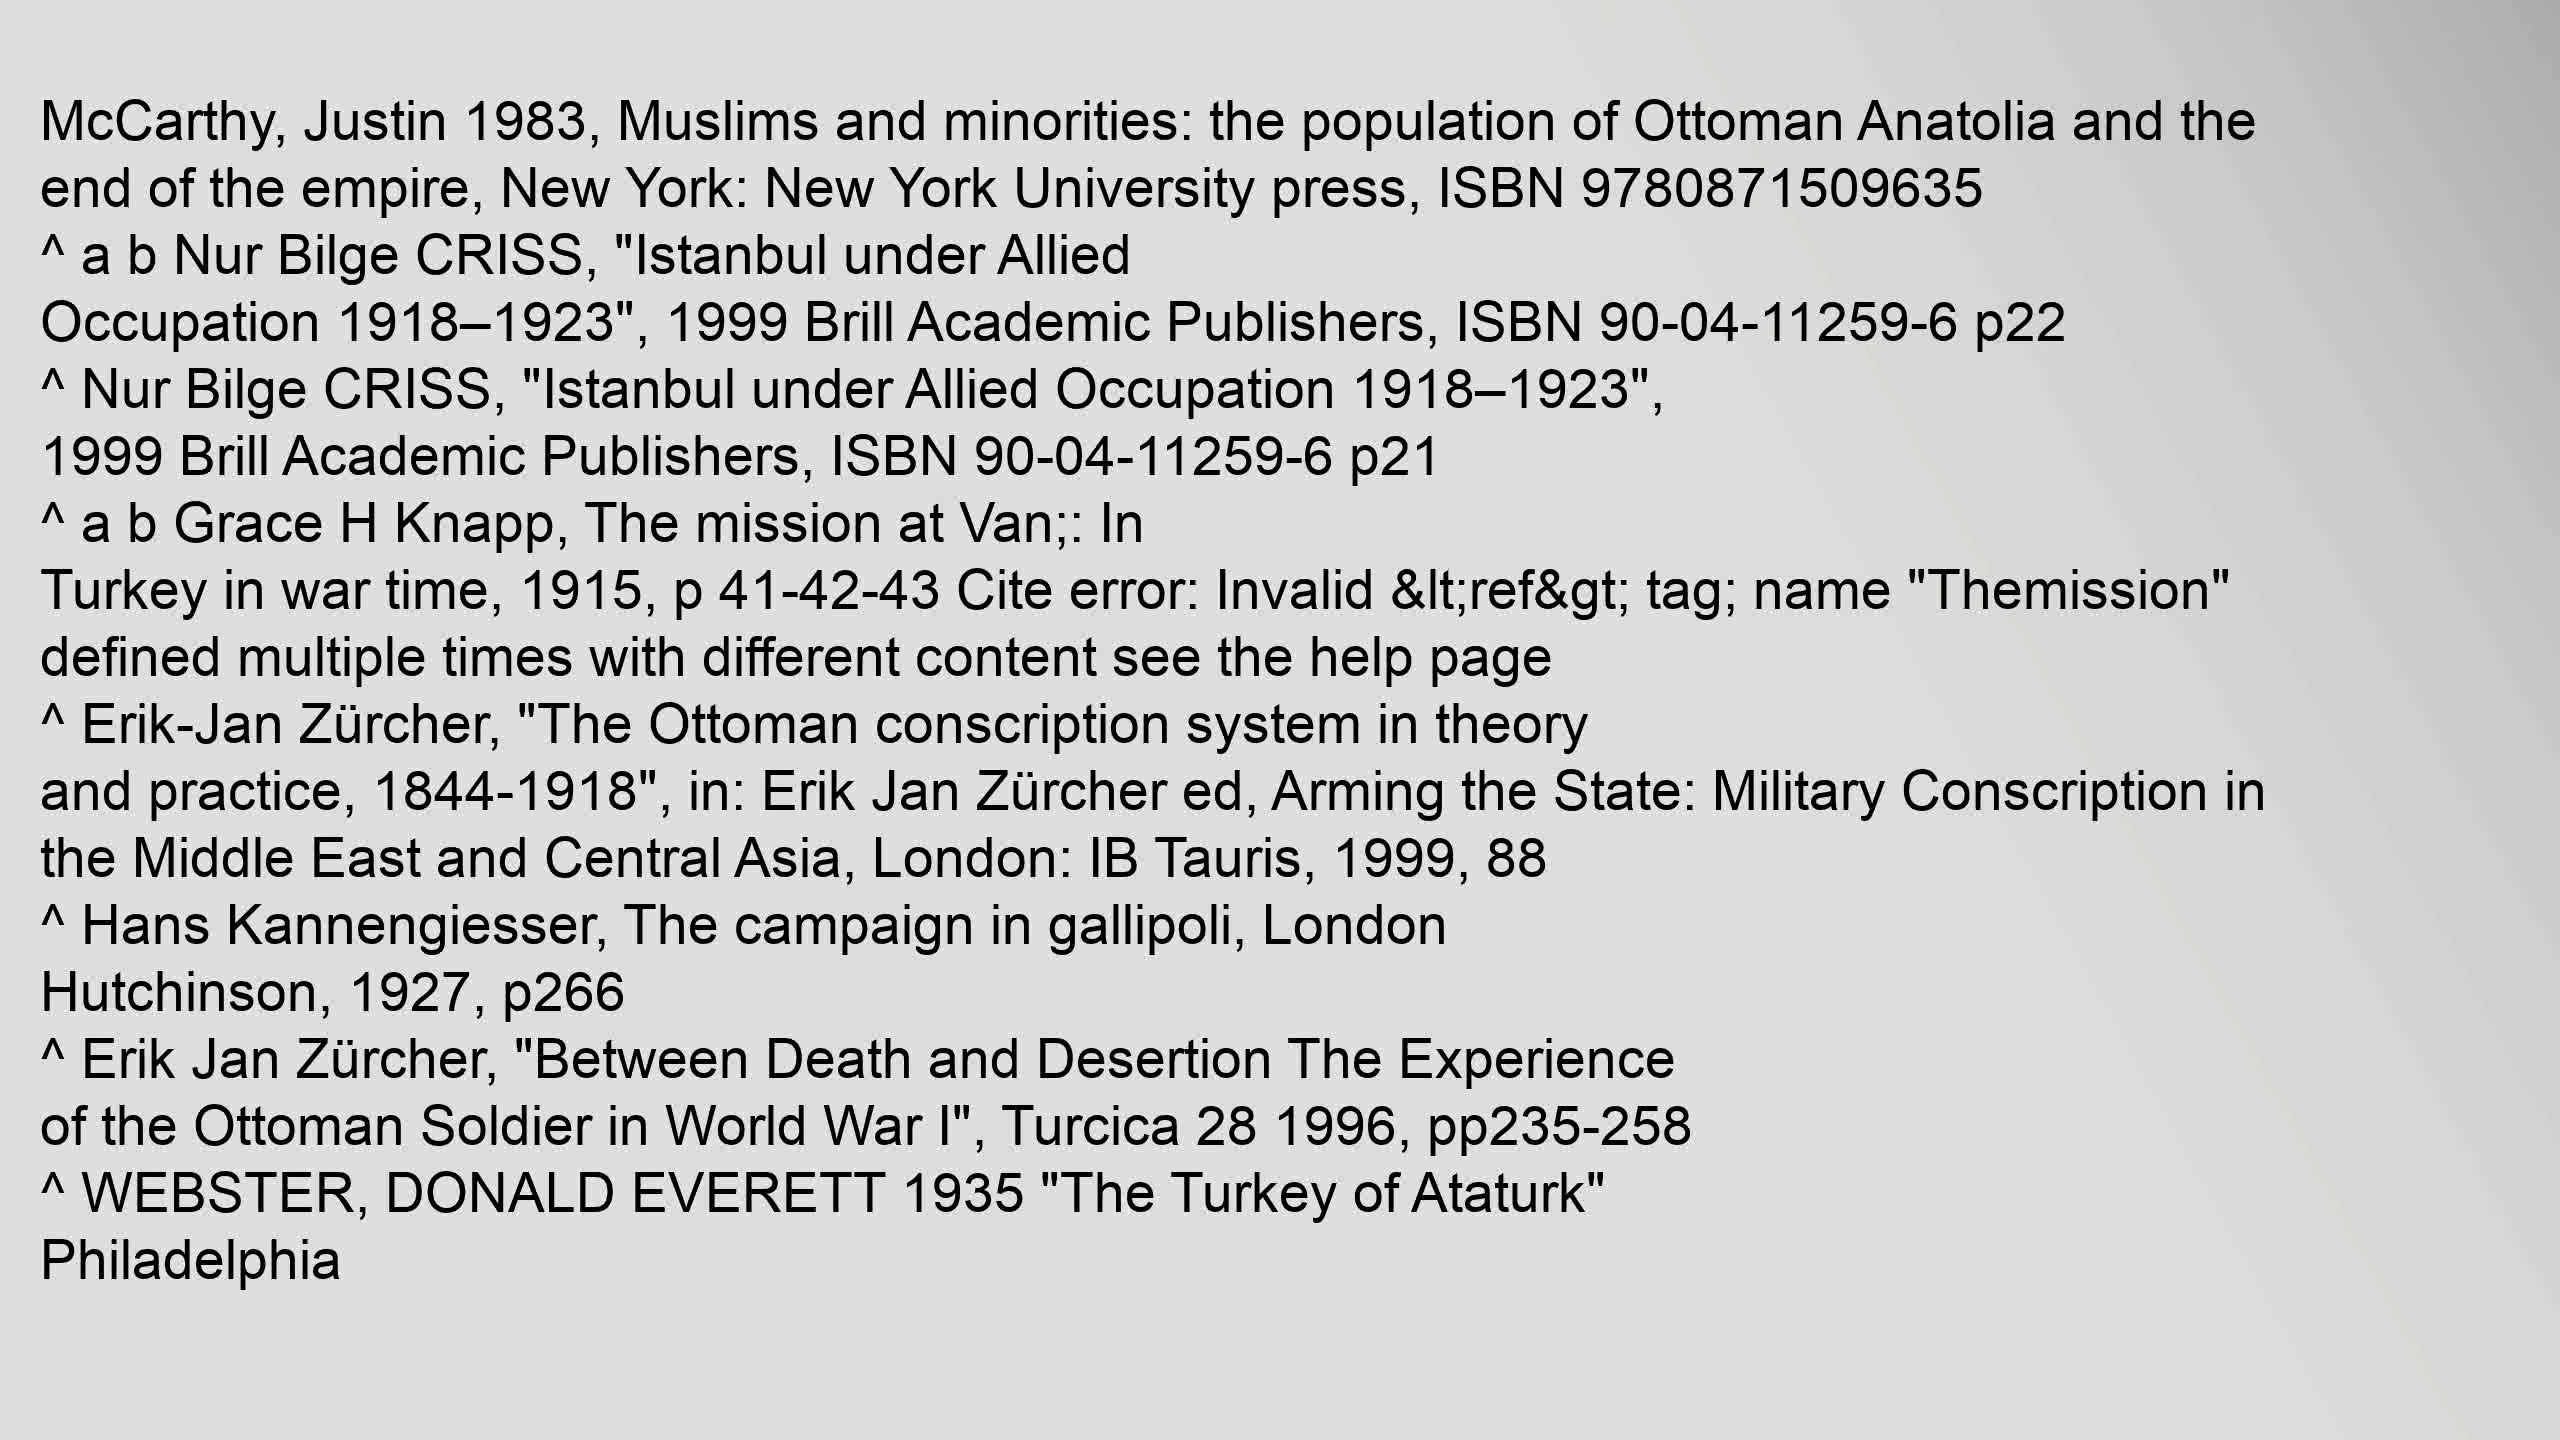 McCarthy, Justin 1983, Muslims and minorities: the population of Ottoman Anatolia and the
end of the empire, New York: New York University press, ISBN 9780871509635
^ a b Nur Bilge CRISS, "Istanbul under Allied
Occupation 1918–1923", 1999 Brill Academic Publishers, ISBN 90-04-11259-6 p22
^ Nur Bilge CRISS, "Istanbul under Allied Occupation 1918–1923",
1999 Brill Academic Publishers, ISBN 90-04-11259-6 p21
^ a b Grace H Knapp, The mission at Van;: In
Turkey in war time, 1915, p 41-42-43 Cite error: Invalid &lt;ref&gt; tag; name "Themission"
defined multiple times with different content see the help page
^ Erik-Jan Zürcher, "The Ottoman conscription system in theory
and practice, 1844-1918", in: Erik Jan Zürcher ed, Arming the State: Military Conscription in
the Middle East and Central Asia, London: IB Tauris, 1999, 88
^ Hans Kannengiesser, The campaign in gallipoli, London
Hutchinson, 1927, p266
^ Erik Jan Zürcher, "Between Death and Desertion The Experience
of the Ottoman Soldier in World War I", Turcica 28 1996, pp235-258
^ WEBSTER, DONALD EVERETT 1935 "The Turkey of Ataturk"
Philadelphia